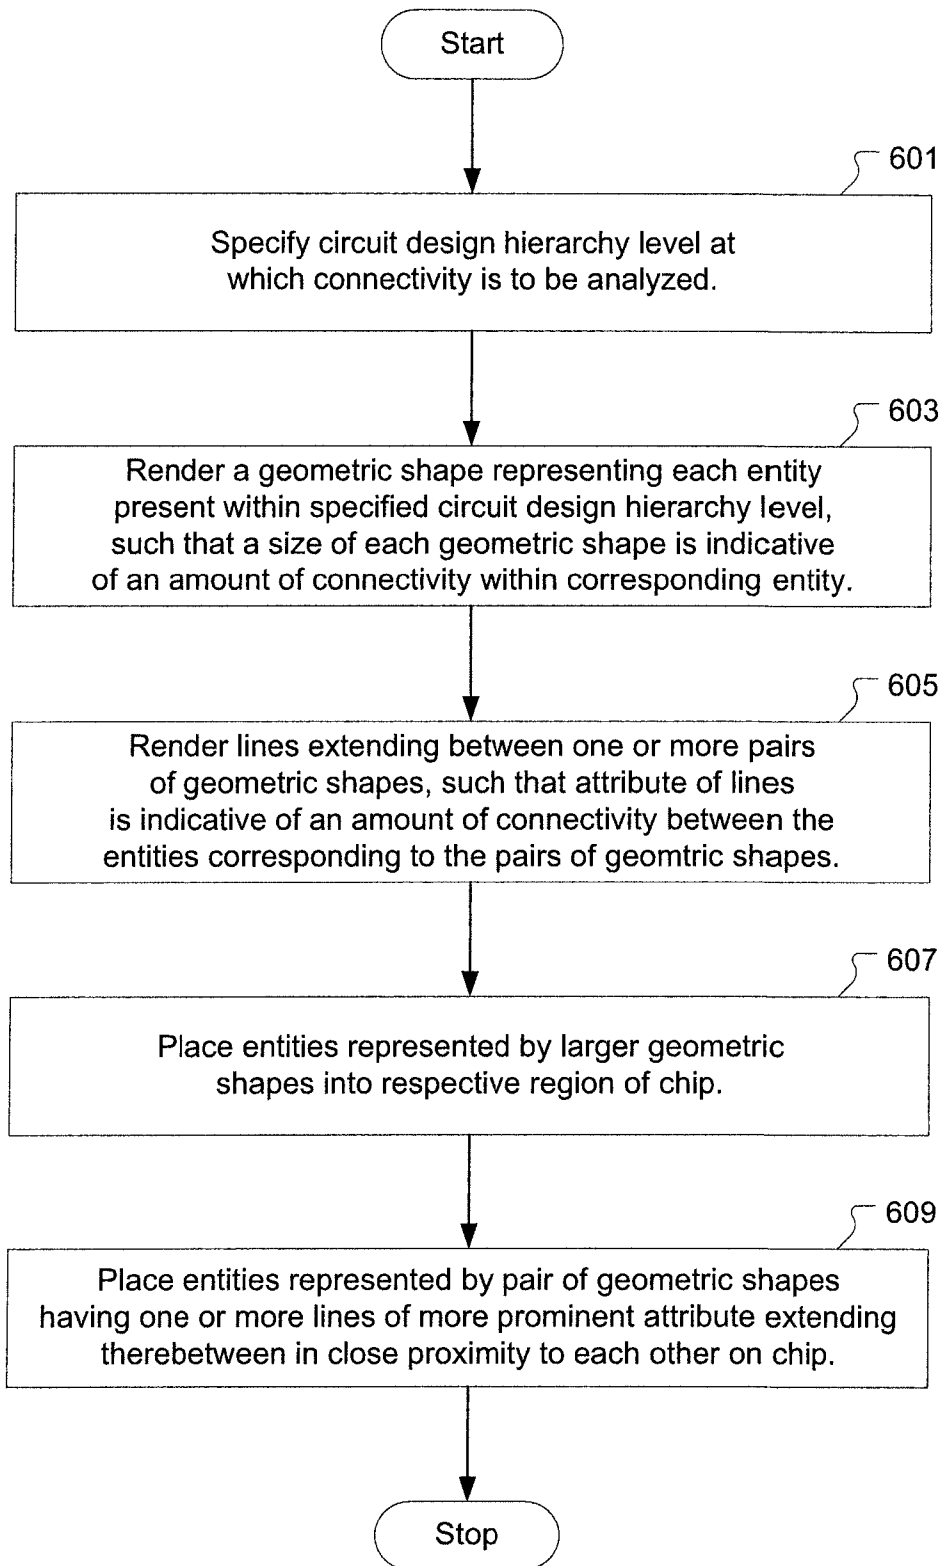 Start
601
Specify circuit design hierarchy level at
which connectivity is to be analyzed.
603
Render a geometric shape representing each entity
present within specified circuit design hierarchy level,
such that a size of each geometric shape is indicative
of an amount of connectivity within corresponding entity.
605
Render lines extending between one or more pairs
of geometric shapes, such that attribute of lines
is indicative of an amount of connectivity between the
entities corresponding to the pairs of geomtric shapes.
607
Place entities represented by larger geometric
shapes into respective region of chip.
609
Place entities represented by pair of geometric shapes
having one or more lines of more prominent attribute extending
therebetween in close proximity to each other on chip.
Stop